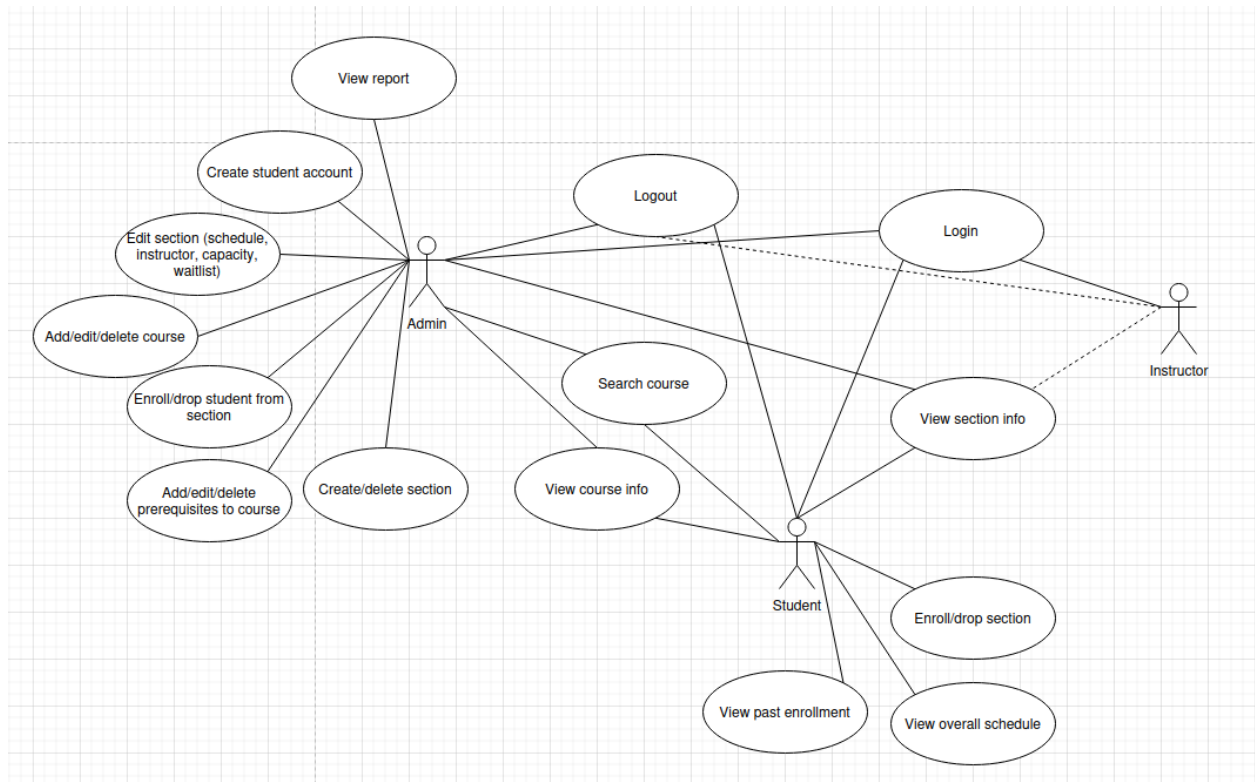 View report
Create student account
Logout
Login
Edit section (schedule,
instructor, capacity,
waitlist)
Admin
Add/edit/delete course
Instructor
Search course
Enroll/drop student from
section
View section info
Add/edit/delete
prerequisites to course
Create/delete section
View course info
Student
Enroll/drop section
View past enrollment
View overall schedule